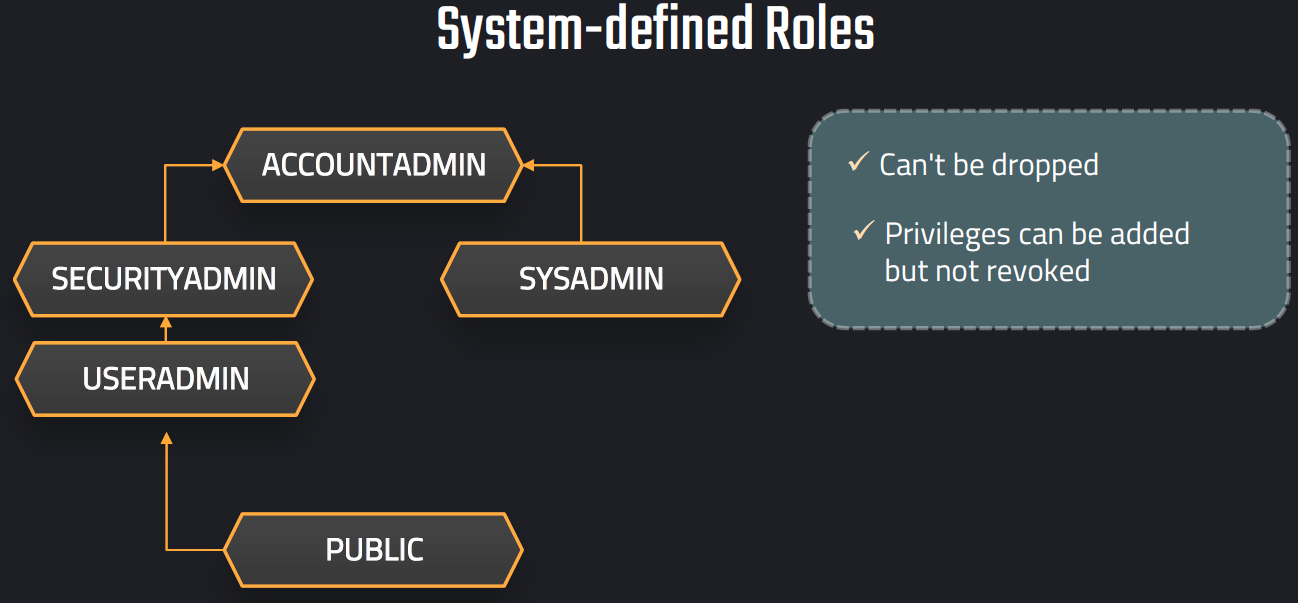 System-defined Roles
ACCOUNTADMIN
SECURITYADMIN
SYSADMIN
USERADMIN
PUBLIC
Can't be dropped
Privileges can be added
but not revoked